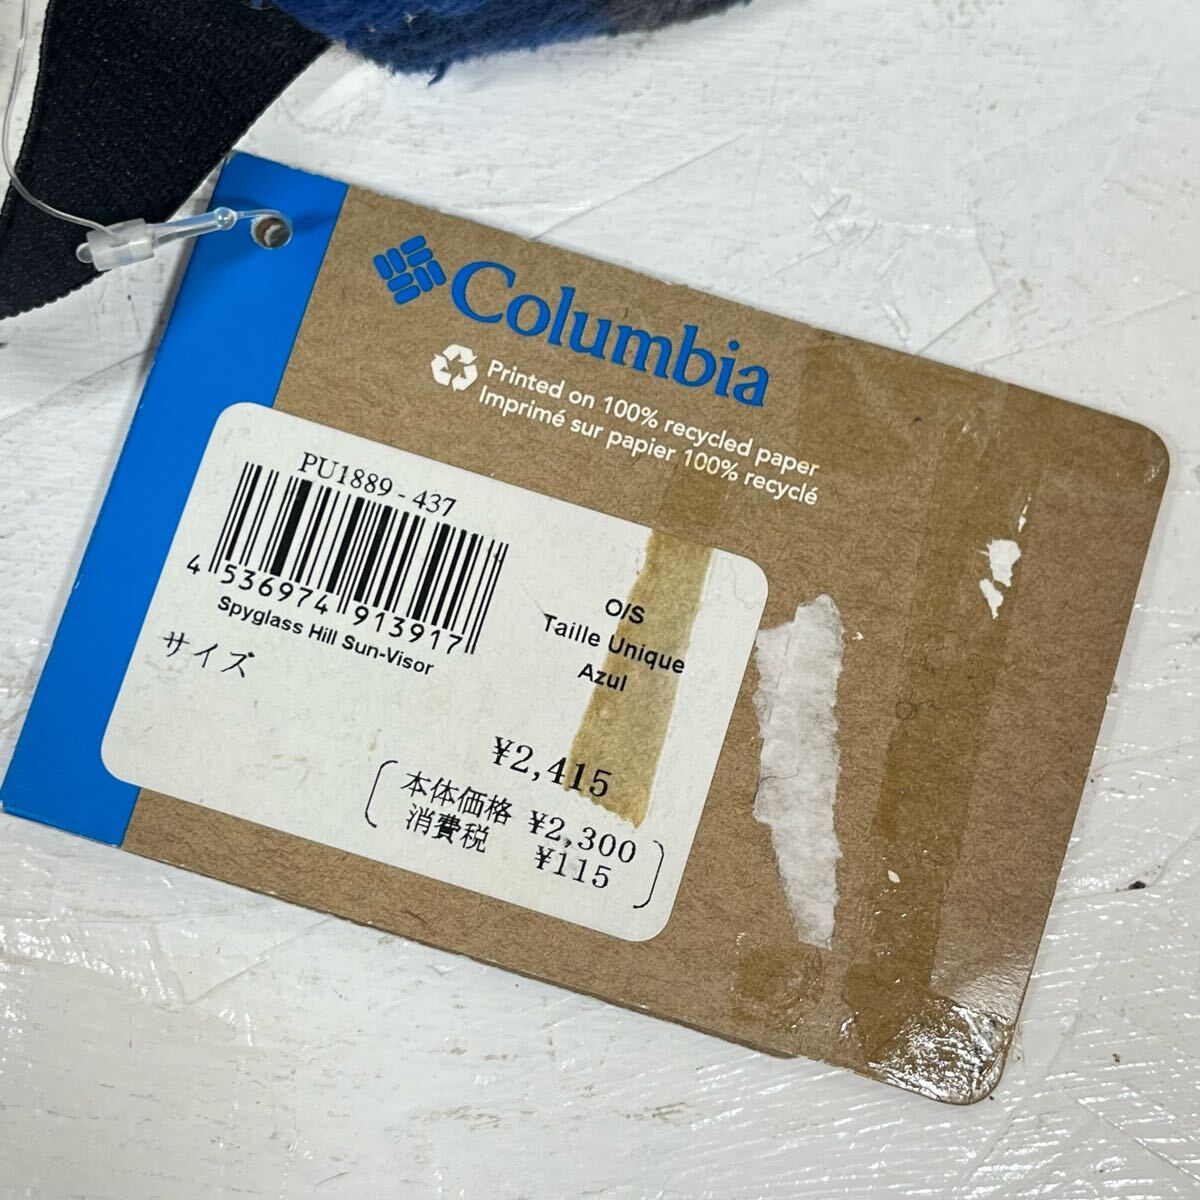 Columbia
Printed on 100% recycled paper
Imprimé sur papier 100% recyclé
PU1889-437
4 536974 913917
Spyglass Hill Sun-Visor
サイズ
O/S
Taille Unique
Azul
¥2,415
本体価格 ¥2,300
消費税 ¥115